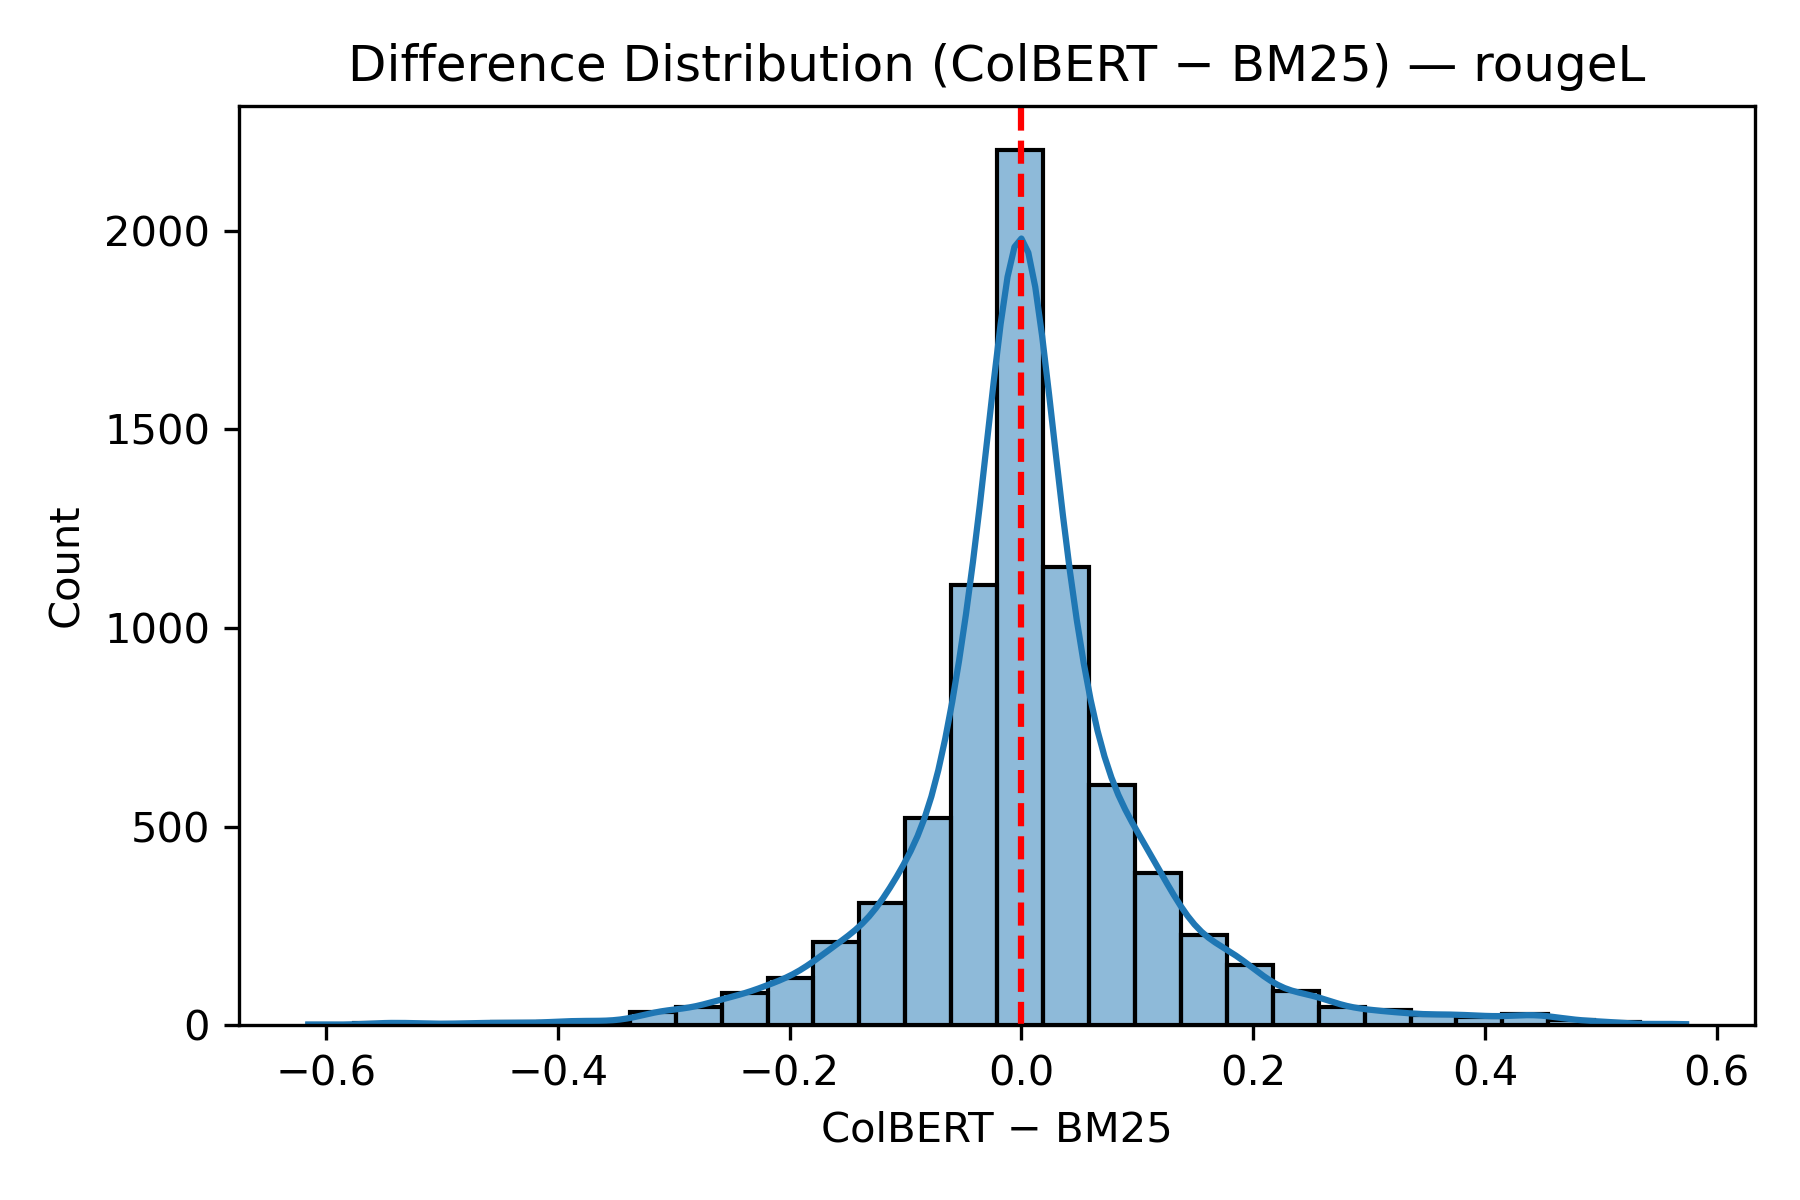 Difference Distribution (ColBERT − BM25) — rougeL
Count
2000
1500
1000
500
0
−0.6 −0.4 −0.2 0.0 0.2 0.4 0.6
ColBERT − BM25